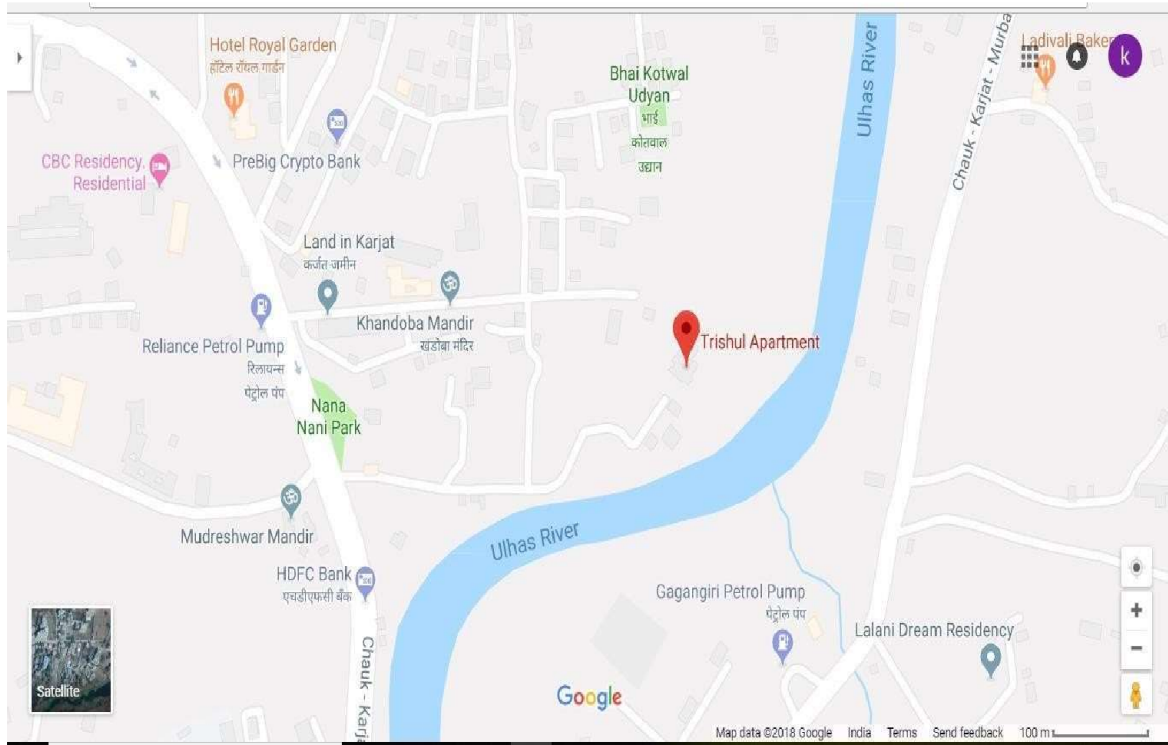 Hotel Royal Garden
हॉटेल रॉयल गार्डन
Bhai Kotwal
Udyan
भाई
कोतवाल
उद्यान
Ulhas River
Chauk - Karjat - Murba
Ladivali Baker
k
CBC Residency.
Residential
PreBig Crypto Bank
Land in Karjat
कर्जत जमीन
Khandoba Mandir
खंडोबा मंदिर
Reliance Petrol Pump
रिलायन्स
पेट्रोल पंप
Trishul Apartment
Nana
Nani Park
Mudreshwar Mandir
Ulhas River
HDFC Bank
एचडीएफसी बँक
Gagangiri Petrol Pump
पेट्रोल पंप
Lalani Dream Residency
Chauk - Karja
Satellite
Google
Map data ©2018 Google India Terms Send feedback 100 m